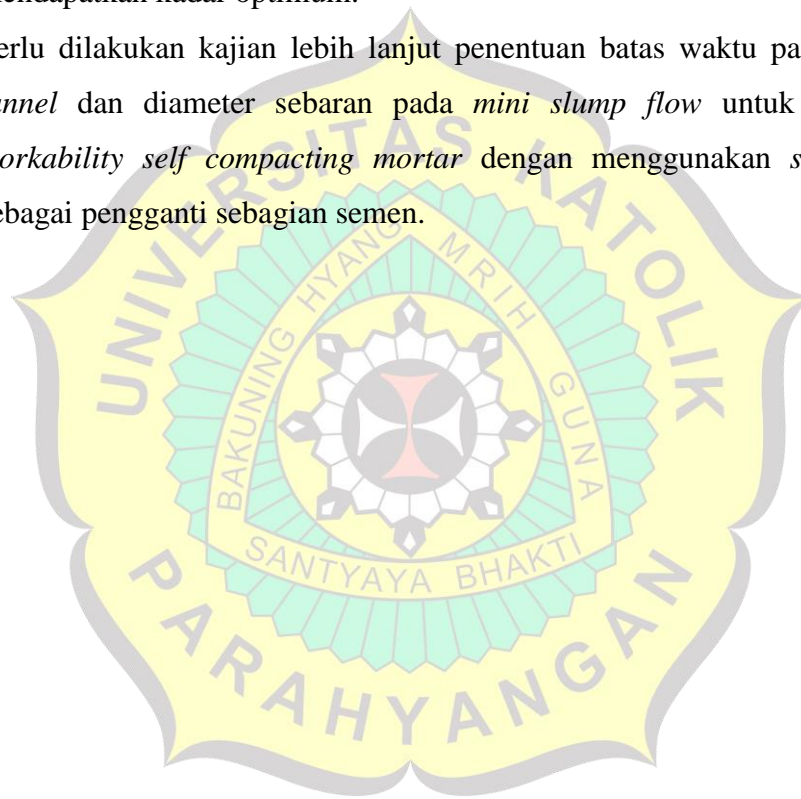 mendapatkan kadar optimum.
erlu dilakukan kajian lebih lanjut penentuan batas waktu pa
nnel dan diameter sebaran pada mini slump flow untuk
orkability self compacting mortar dengan menggunakan s
ebagai pengganti sebagian semen.
UNIVERSITAS KATOLIK
PARAHYANGAN
BAKUNING HYANG MRIH GUNA
SANTYAYA BHAKTI